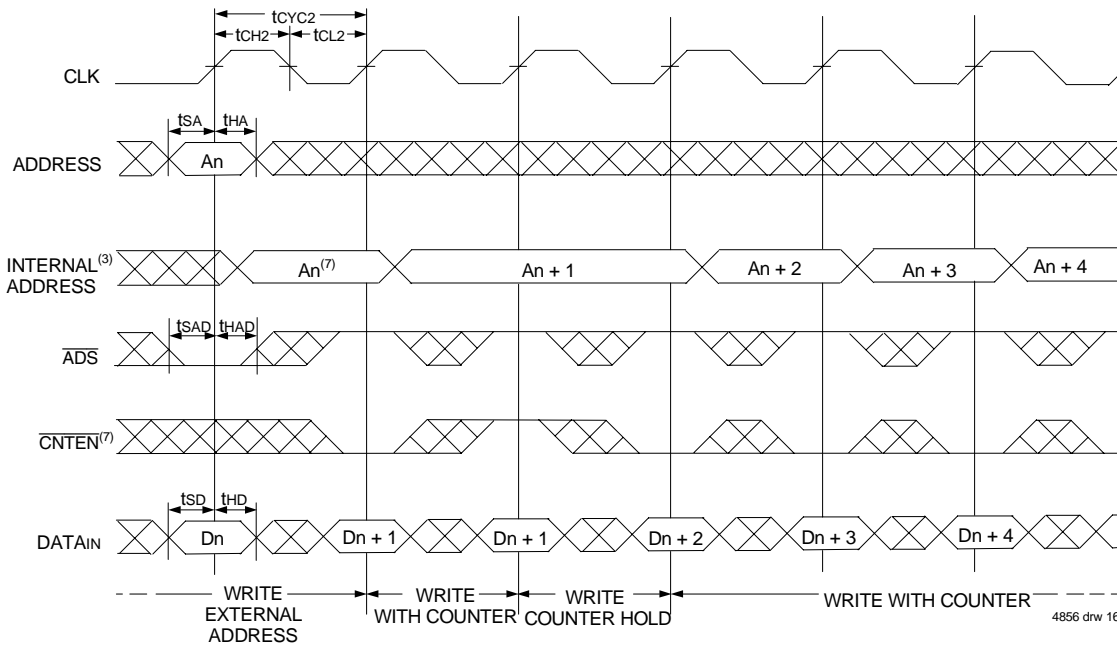 tCYC2
tCH2 tCL2
CLK
tSA tHA
ADDRESS An
INTERNAL(3)
ADDRESS
An(7) An + 1 An + 2 An + 3 An + 4
tSAD tHAD
ADS
CNTEN(7)
tSD tHD
DATAIN Dn Dn + 1 Dn + 1 Dn + 2 Dn + 3 Dn + 4
WRITE
EXTERNAL
ADDRESS
WRITE
WITH COUNTER
WRITE
COUNTER HOLD
WRITE WITH COUNTER
4856 drw 16